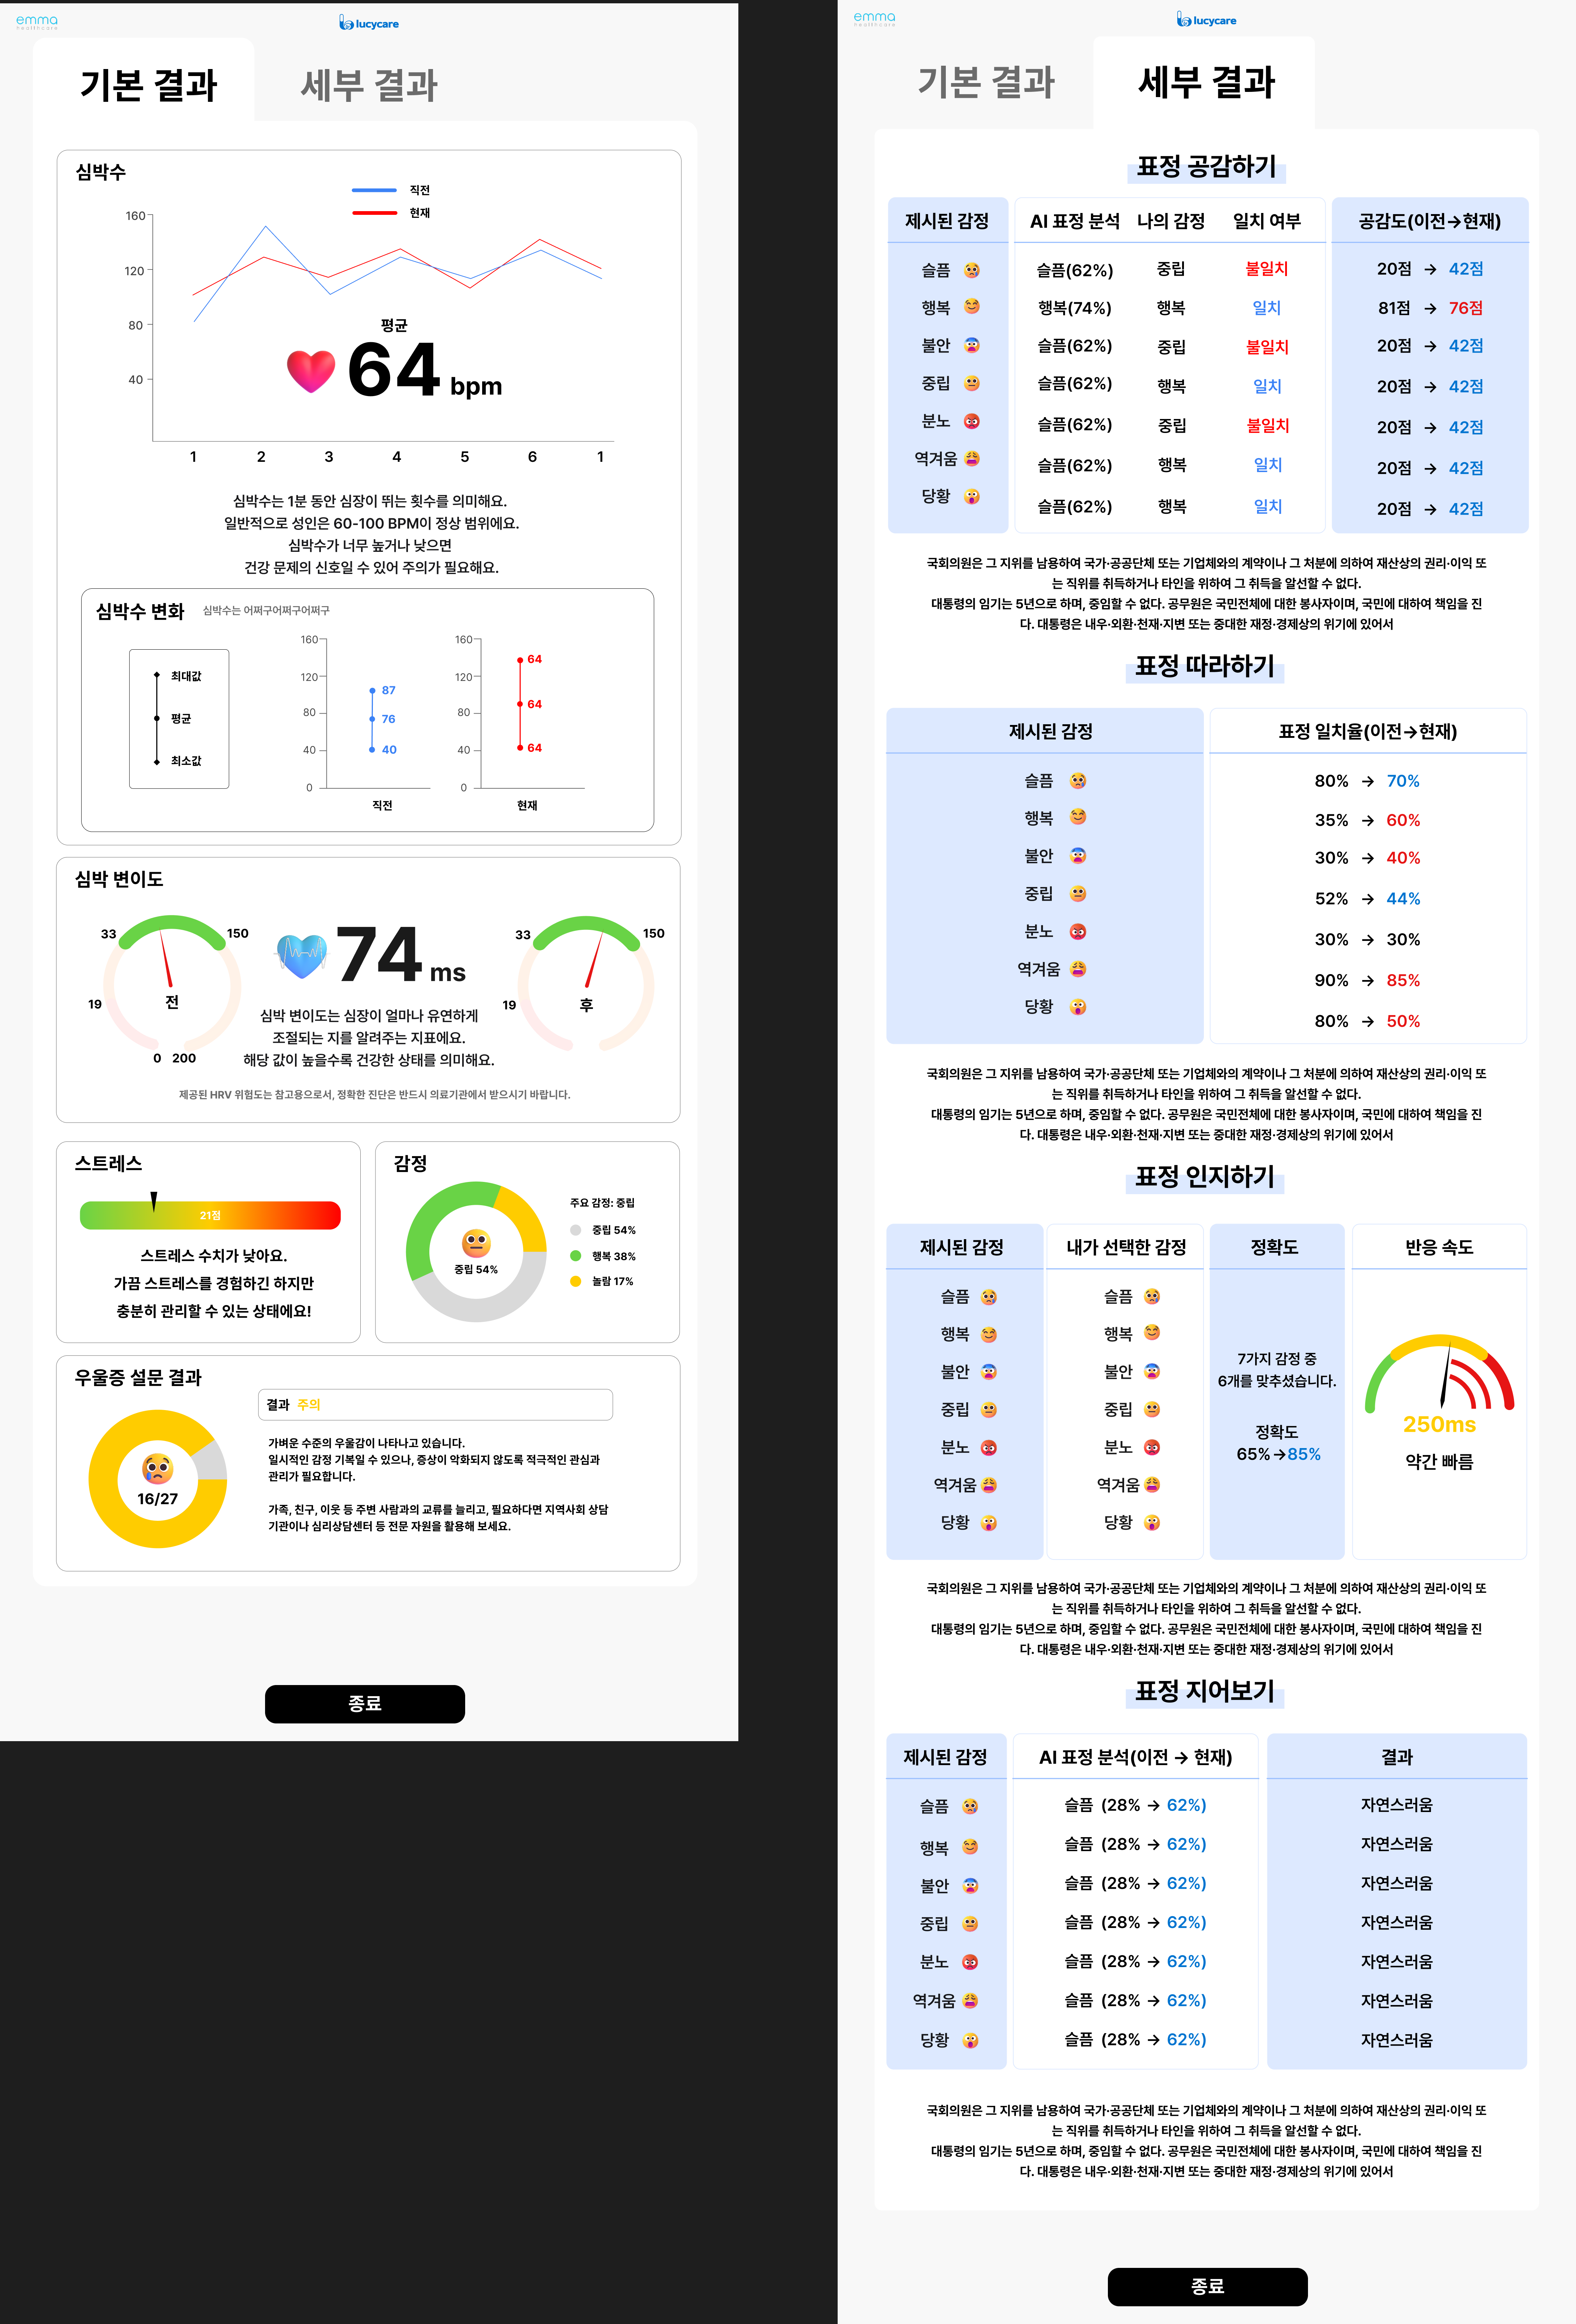 emma
healthcare
lucycare
기본 결과
세부 결과
심박수
직전
현재
160
120
80
40
평균
64 bpm
1 2 3 4 5 6 1
심박수는 1분 동안 심장이 뛰는 횟수를 의미해요.
일반적으로 성인은 60-100 BPM이 정상 범위에요.
심박수가 너무 높거나 낮으면
건강 문제의 신호일 수 있어 주의가 필요해요.
심박수 변화 심박수는 어쩌구어쩌구어쩌구
최대값
평균
최소값
160
120
80
40
0
87
76
40
직전
160
120
80
40
0
64
64
64
현재
심박 변이도
33 150
19
0 200
전
74 ms
33 150
19
후
심박 변이도는 심장이 얼마나 유연하게
조절되는 지를 알려주는 지표에요.
해당 값이 높을수록 건강한 상태를 의미해요.
제공된 HRV 위험도는 참고용으로서, 정확한 진단은 반드시 의료기관에서 받으시기 바랍니다.
스트레스
21점
스트레스 수치가 낮아요.
가끔 스트레스를 경험하긴 하지만
충분히 관리할 수 있는 상태에요!
감정
중립 54%
주요 감정: 중립
중립 54%
행복 38%
놀람 17%
우울증 설문 결과
16/27
결과 주의
가벼운 수준의 우울감이 나타나고 있습니다.
일시적인 감정 기복일 수 있으나, 증상이 악화되지 않도록 적극적인 관심과
관리가 필요합니다.
가족, 친구, 이웃 등 주변 사람과의 교류를 늘리고, 필요하다면 지역사회 상담
기관이나 심리상담센터 등 전문 자원을 활용해 보세요.
종료
emma
healthcare
lucycare
기본 결과
세부 결과
표정 공감하기
제시된 감정 AI 표정 분석 나의 감정 일치 여부 공감도(이전→현재)
슬픔 슬픔(62%) 중립 불일치 20점 → 42점
행복 행복(74%) 행복 일치 81점 → 76점
불안 슬픔(62%) 중립 불일치 20점 → 42점
중립 슬픔(62%) 행복 일치 20점 → 42점
분노 슬픔(62%) 중립 불일치 20점 → 42점
역겨움 슬픔(62%) 행복 일치 20점 → 42점
당황 슬픔(62%) 행복 일치 20점 → 42점
국회의원은 그 지위를 남용하여 국가·공공단체 또는 기업체와의 계약이나 그 처분에 의하여 재산상의 권리·이익 또
는 직위를 취득하거나 타인을 위하여 그 취득을 알선할 수 없다.
대통령의 임기는 5년으로 하며, 중임할 수 없다. 공무원은 국민전체에 대한 봉사자이며, 국민에 대하여 책임을 진
다. 대통령은 내우·외환·천재·지변 또는 중대한 재정·경제상의 위기에 있어서
표정 따라하기
제시된 감정 표정 일치율(이전→현재)
슬픔 80% → 70%
행복 35% → 60%
불안 30% → 40%
중립 52% → 44%
분노 30% → 30%
역겨움 90% → 85%
당황 80% → 50%
국회의원은 그 지위를 남용하여 국가·공공단체 또는 기업체와의 계약이나 그 처분에 의하여 재산상의 권리·이익 또
는 직위를 취득하거나 타인을 위하여 그 취득을 알선할 수 없다.
대통령의 임기는 5년으로 하며, 중임할 수 없다. 공무원은 국민전체에 대한 봉사자이며, 국민에 대하여 책임을 진
다. 대통령은 내우·외환·천재·지변 또는 중대한 재정·경제상의 위기에 있어서
표정 인지하기
제시된 감정 내가 선택한 감정 정확도 반응 속도
슬픔 슬픔
행복 행복
불안 불안
중립 중립
분노 분노
역겨움 역겨움
당황 당황
7가지 감정 중
6개를 맞추셨습니다.
정확도
65%→85%
250ms
약간 빠름
국회의원은 그 지위를 남용하여 국가·공공단체 또는 기업체와의 계약이나 그 처분에 의하여 재산상의 권리·이익 또
는 직위를 취득하거나 타인을 위하여 그 취득을 알선할 수 없다.
대통령의 임기는 5년으로 하며, 중임할 수 없다. 공무원은 국민전체에 대한 봉사자이며, 국민에 대하여 책임을 진
다. 대통령은 내우·외환·천재·지변 또는 중대한 재정·경제상의 위기에 있어서
표정 지어보기
제시된 감정 AI 표정 분석(이전 → 현재) 결과
슬픔 슬픔 (28% → 62%) 자연스러움
행복 슬픔 (28% → 62%) 자연스러움
불안 슬픔 (28% → 62%) 자연스러움
중립 슬픔 (28% → 62%) 자연스러움
분노 슬픔 (28% → 62%) 자연스러움
역겨움 슬픔 (28% → 62%) 자연스러움
당황 슬픔 (28% → 62%) 자연스러움
국회의원은 그 지위를 남용하여 국가·공공단체 또는 기업체와의 계약이나 그 처분에 의하여 재산상의 권리·이익 또
는 직위를 취득하거나 타인을 위하여 그 취득을 알선할 수 없다.
대통령의 임기는 5년으로 하며, 중임할 수 없다. 공무원은 국민전체에 대한 봉사자이며, 국민에 대하여 책임을 진
다. 대통령은 내우·외환·천재·지변 또는 중대한 재정·경제상의 위기에 있어서
종료